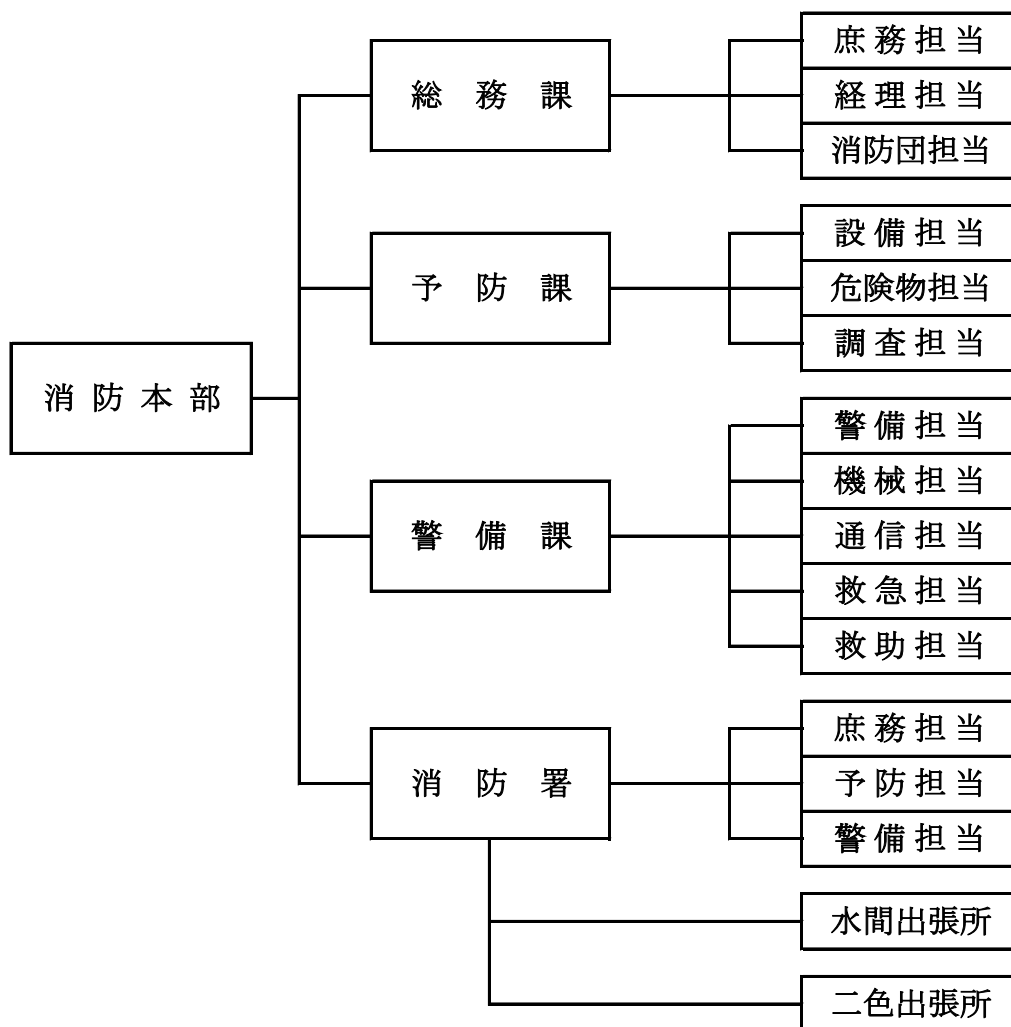 消防本部
総務課
庶務担当
経理担当
消防団担当
予防課
設備担当
危険物担当
調査担当
警備課
警備担当
機械担当
通信担当
救急担当
救助担当
消防署
庶務担当
予防担当
警備担当
水間出張所
二色出張所